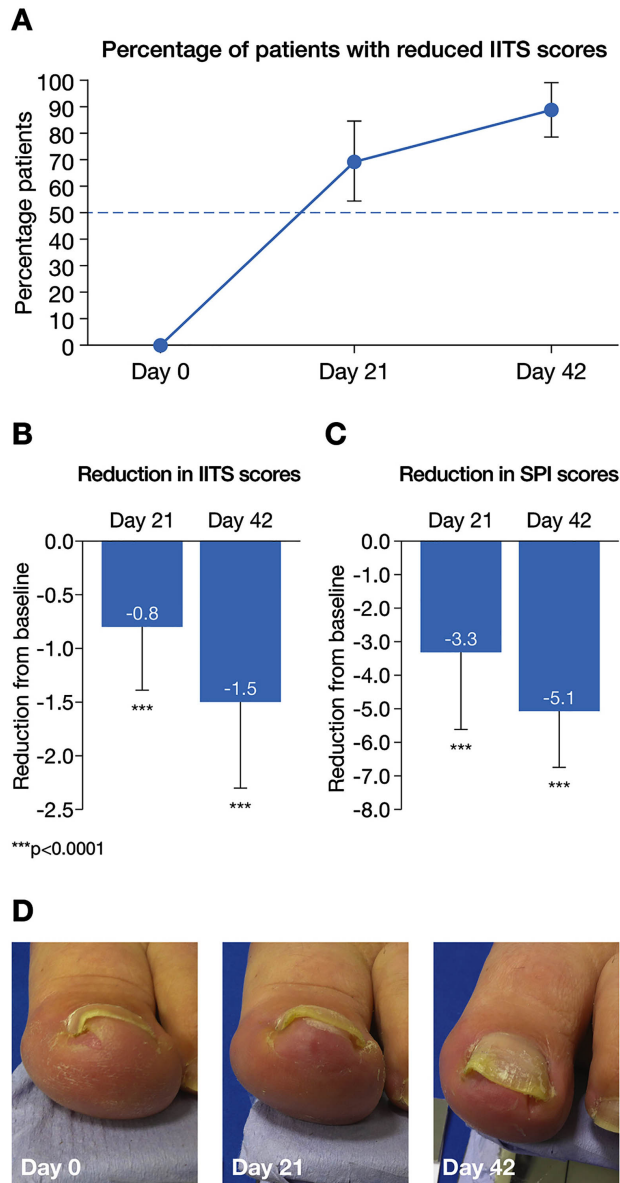 A
Percentage of patients with reduced IITS scores
Percentage patients
100
90
80
70
60
50
40
30
20
10
0
Day 0 Day 21 Day 42
B
Reduction in IITS scores
Day 21 Day 42
Reduction from baseline
0.0
-0.5
-1.0
-1.5
-2.0
-2.5
-0.8
-1.5
***
***
***p<0.0001
C
Reduction in SPI scores
Day 21 Day 42
Reduction from baseline
0.0
-1.0
-2.0
-3.0
-4.0
-5.0
-6.0
-7.0
-8.0
-3.3
-5.1
***
***
D
Day 0 Day 21 Day 42